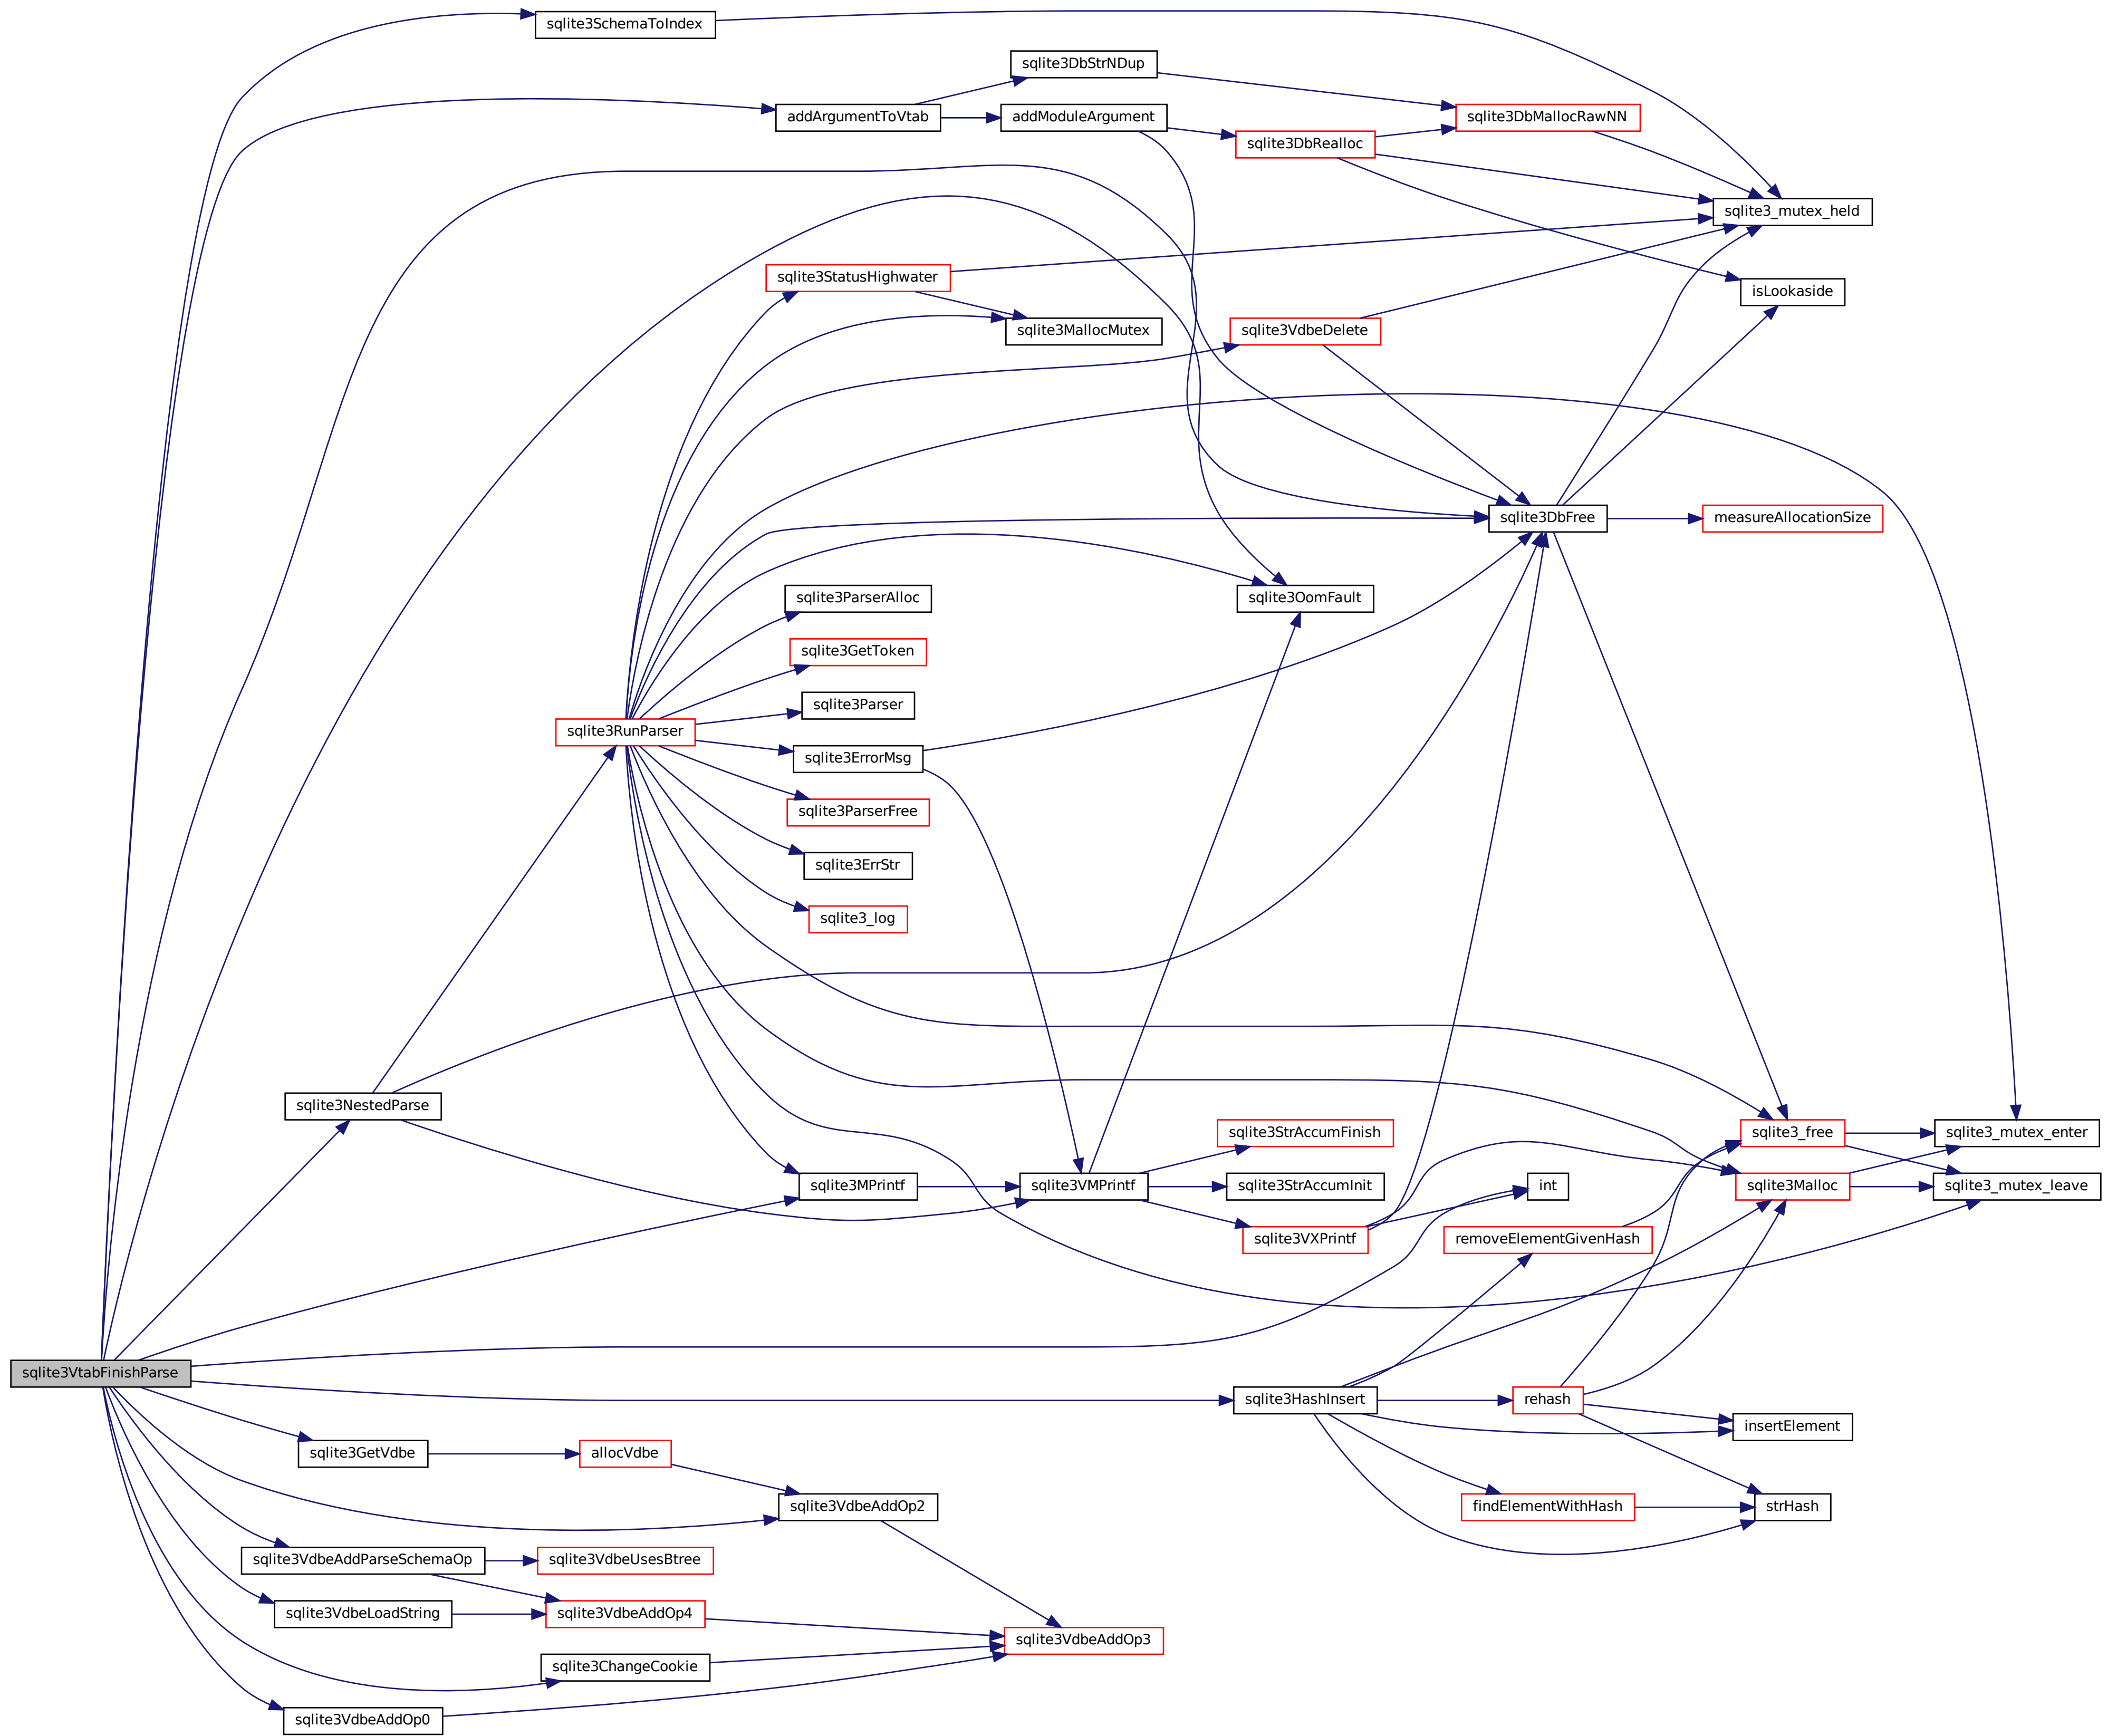 sqlite3SchemaToIndex
sqlite3DbStrNDup
addArgumentToVtab
addModuleArgument
sqlite3DbMallocRawNN
sqlite3DbRealloc
sqlite3_mutex_held
sqlite3StatusHighwater
isLookaside
sqlite3MallocMutex
sqlite3VdbeDelete
sqlite3DbFree
measureAllocationSize
sqlite3ParserAlloc
sqlite3OomFault
sqlite3GetToken
sqlite3Parser
sqlite3RunParser
sqlite3ErrorMsg
sqlite3ParserFree
sqlite3ErrStr
sqlite3_log
sqlite3NestedParse
sqlite3StrAccumFinish
sqlite3_free
sqlite3_mutex_enter
sqlite3MPrintf
sqlite3VMPrintf
sqlite3StrAccumInit
int
sqlite3Malloc
sqlite3_mutex_leave
sqlite3VXPrintf
removeElementGivenHash
sqlite3VtabFinishParse
sqlite3HashInsert
rehash
insertElement
sqlite3GetVdbe
allocVdbe
sqlite3VdbeAddOp2
findElementWithHash
strHash
sqlite3VdbeAddParseSchemaOp
sqlite3VdbeUsesBtree
sqlite3VdbeLoadString
sqlite3VdbeAddOp4
sqlite3VdbeAddOp3
sqlite3ChangeCookie
sqlite3VdbeAddOp0